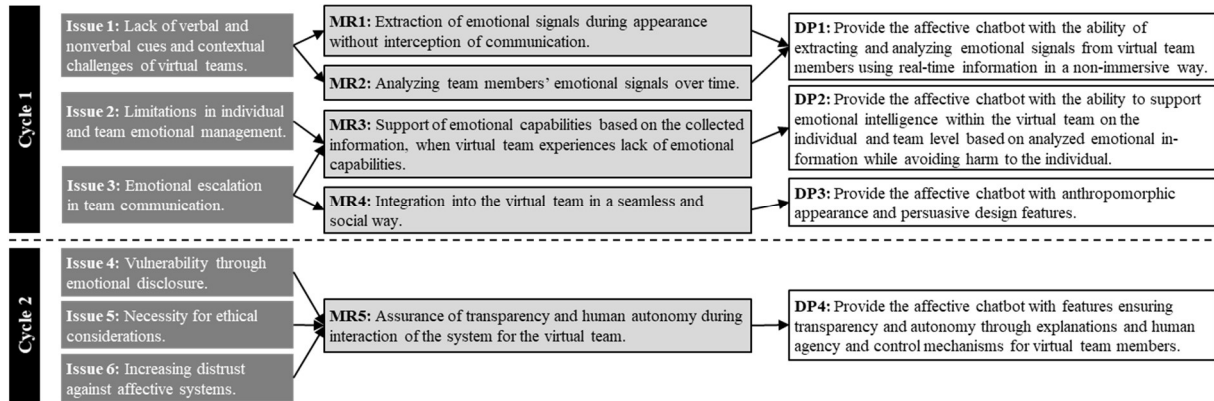 Cycle 1
Issue 1: Lack of verbal and
nonverbal cues and contextual
challenges of virtual teams.
Issue 2: Limitations in individual
and team emotional management.
Issue 3: Emotional escalation
in team communication.
MR1: Extraction of emotional signals during appearance
without interception of communication.
MR2: Analyzing team members’ emotional signals over time.
MR3: Support of emotional capabilities based on the collected
information, when virtual team experiences lack of emotional
capabilities.
MR4: Integration into the virtual team in a seamless and
social way.
DP1: Provide the affective chatbot with the ability of
extracting and analyzing emotional signals from virtual team
members using real-time information in a non-immersive way.
DP2: Provide the affective chatbot with the ability to support
emotional intelligence within the virtual team on the
individual and team level based on analyzed emotional in-
formation while avoiding harm to the individual.
DP3: Provide the affective chatbot with anthropomorphic
appearance and persuasive design features.
Cycle 2
Issue 4: Vulnerability through
emotional disclosure.
Issue 5: Necessity for ethical
considerations.
Issue 6: Increasing distrust
against affective systems.
MR5: Assurance of transparency and human autonomy during
interaction of the system for the virtual team.
DP4: Provide the affective chatbot with features ensuring
transparency and autonomy through explanations and human
agency and control mechanisms for virtual team members.